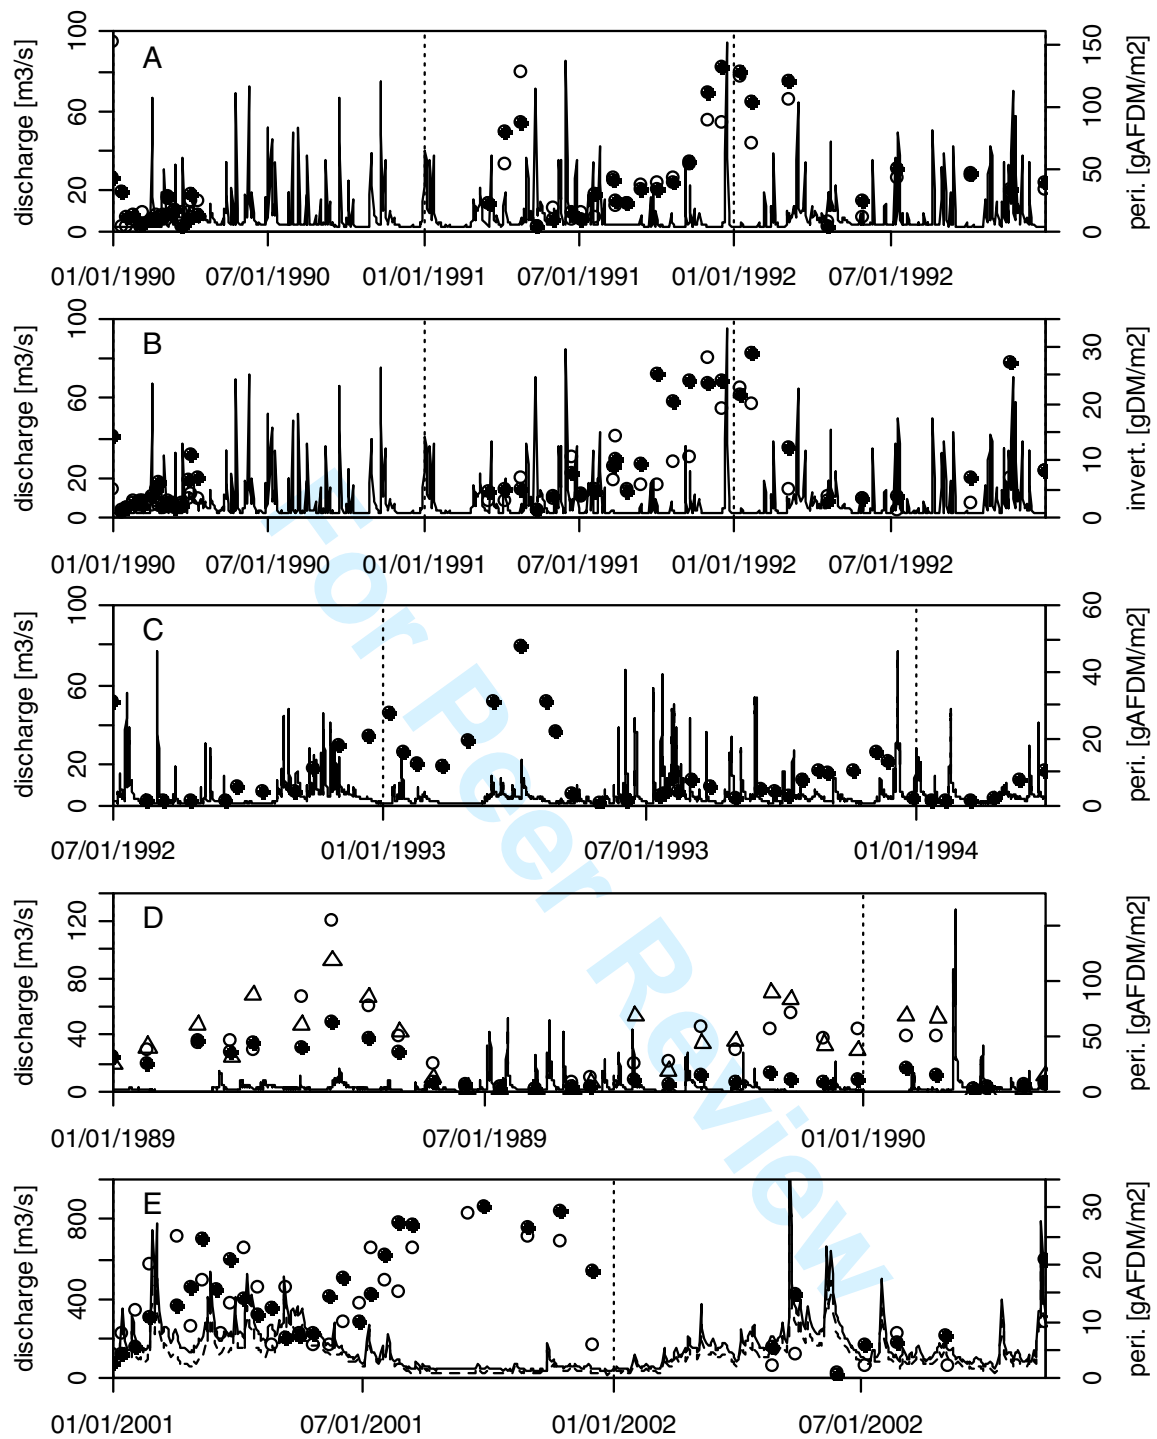 A
discharge [m3/s]
0 20 60 100
peri. [gAFDM/m2]
0 50 100 150
01/01/1990 07/01/1990 01/01/1991 07/01/1991 01/01/1992 07/01/1992
B
discharge [m3/s]
0 20 60 100
invert. [gDM/m2]
0 10 20 30
01/01/1990 07/01/1990 01/01/1991 07/01/1991 01/01/1992 07/01/1992
C
discharge [m3/s]
0 20 60 100
peri. [gAFDM/m2]
0 20 40 60
07/01/1992 01/01/1993 07/01/1993 01/01/1994
D
discharge [m3/s]
0 40 80 120
peri. [gAFDM/m2]
0 50 100
01/01/1989 07/01/1989 01/01/1990
E
discharge [m3/s]
0 400 800
peri. [gAFDM/m2]
0 10 20 30
01/01/2001 07/01/2001 01/01/2002 07/01/2002
For Peer Review